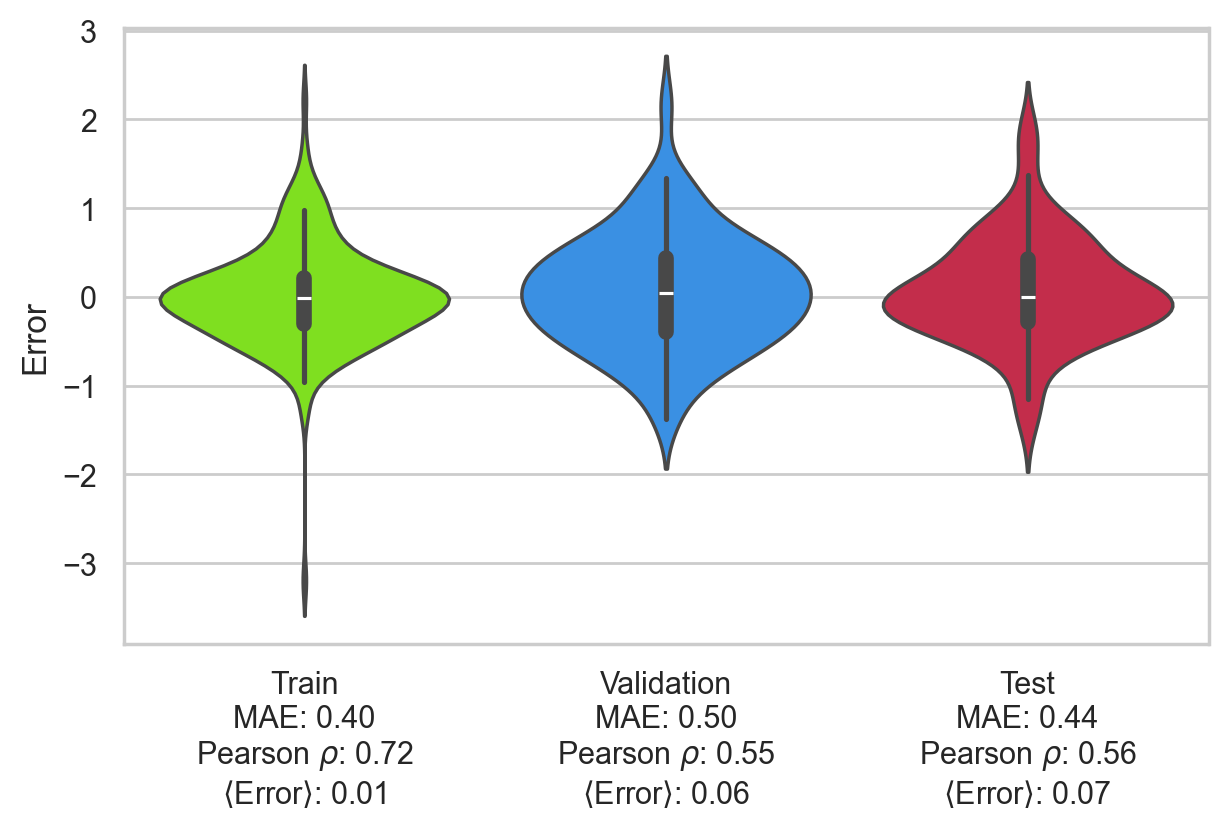 3
2
1
0
−1
−2
−3
Error
Train
MAE: 0.40
Pearson ρ: 0.72
⟨Error⟩: 0.01
Validation
MAE: 0.50
Pearson ρ: 0.55
⟨Error⟩: 0.06
Test
MAE: 0.44
Pearson ρ: 0.56
⟨Error⟩: 0.07